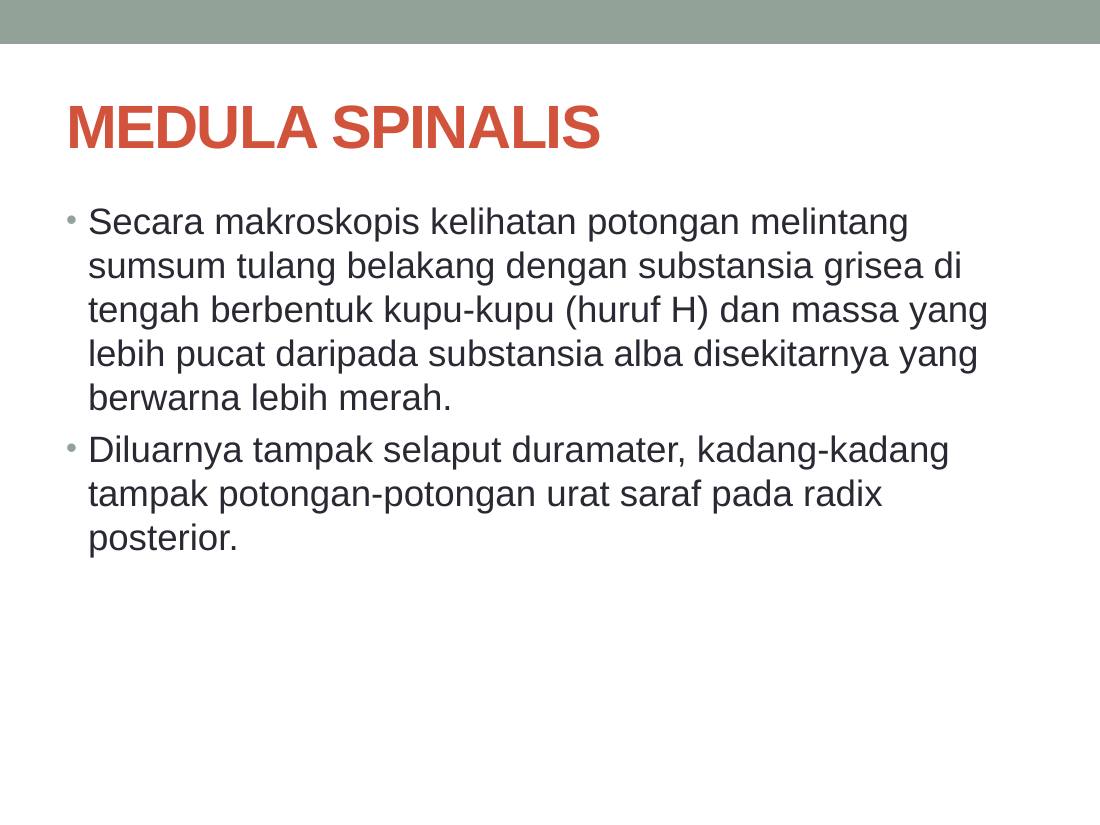 MEDULA SPINALIS
• Secara makroskopis kelihatan potongan melintang
sumsum tulang belakang dengan substansia grisea di
tengah berbentuk kupu-kupu (huruf H) dan massa yang
lebih pucat daripada substansia alba disekitarnya yang
berwarna lebih merah.
• Diluarnya tampak selaput duramater, kadang-kadang
tampak potongan-potongan urat saraf pada radix
posterior.